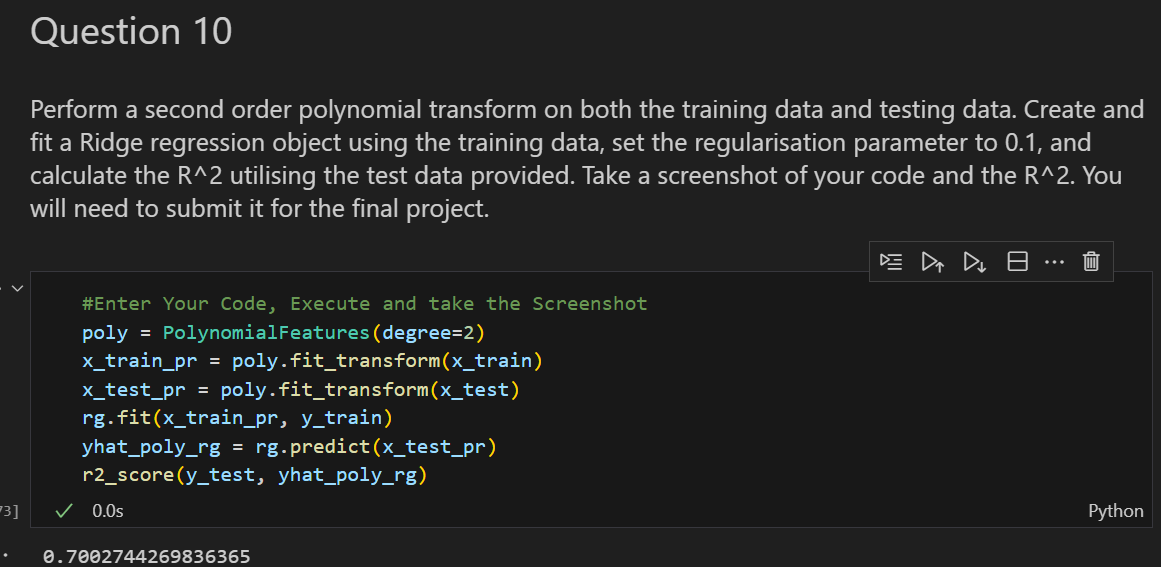 Question 10
Perform a second order polynomial transform on both the training data and testing data. Create and
fit a Ridge regression object using the training data, set the regularisation parameter to 0.1, and
calculate the R^2 utilising the test data provided. Take a screenshot of your code and the R^2. You
will need to submit it for the final project.
#Enter Your Code, Execute and take the Screenshot
poly = PolynomialFeatures(degree=2)
x_train_pr = poly.fit_transform(x_train)
x_test_pr = poly.fit_transform(x_test)
rg.fit(x_train_pr, y_train)
yhat_poly_rg = rg.predict(x_test_pr)
r2_score(y_test, yhat_poly_rg)
73] 0.0s Python
0.7002744269836365